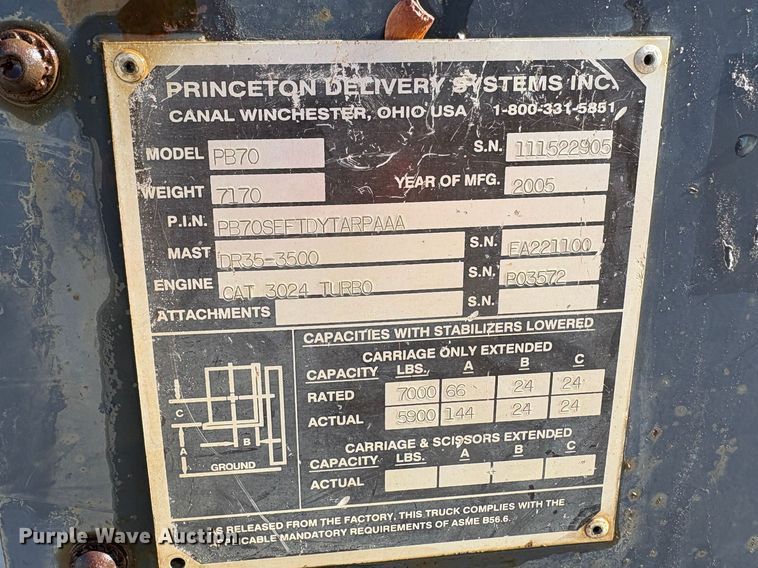 PRINCETON DELIVERY SYSTEMS INC.
CANAL WINCHESTER, OHIO USA 1-800-331-5851
MODEL PB70 S.N. 111522905
WEIGHT 7170 YEAR OF MFG. 2005
P.I.N. PB70SEFTDYTARPAAA
MAST DR35-3500 S.N. EA221100
ENGINE CAT 3024 TURBO S.N. P03572
ATTACHMENTS S.N.
CAPACITIES WITH STABILIZERS LOWERED
CARRIAGE ONLY EXTENDED
CAPACITY LBS. A B C
RATED 7000 66 24 24
ACTUAL 5900 144 24 24
CARRIAGE & SCISSORS EXTENDED
CAPACITY LBS. A B C
ACTUAL
C
A
B
GROUND
AS RELEASED FROM THE FACTORY, THIS TRUCK COMPLIES WITH THE
APPLICABLE MANDATORY REQUIREMENTS OF ASME B56.6.
Purple Wave Auction